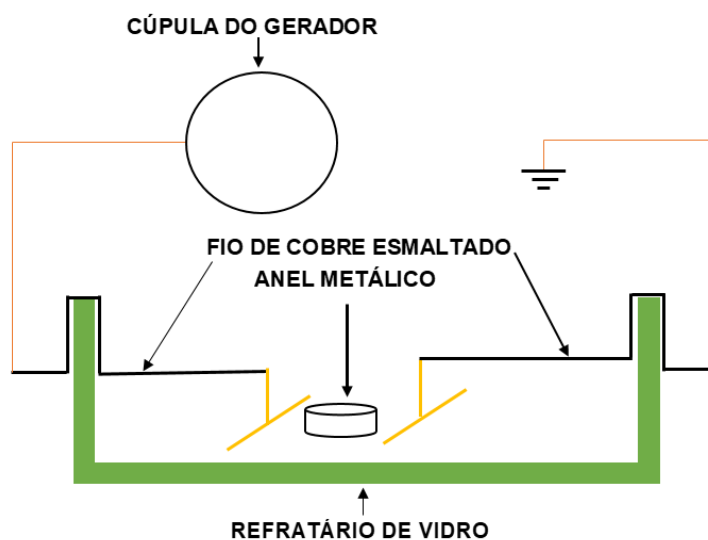 CÚPULA DO GERADOR
FIO DE COBRE ESMALTADO
ANEL METÁLICO
REFRATÁRIO DE VIDRO